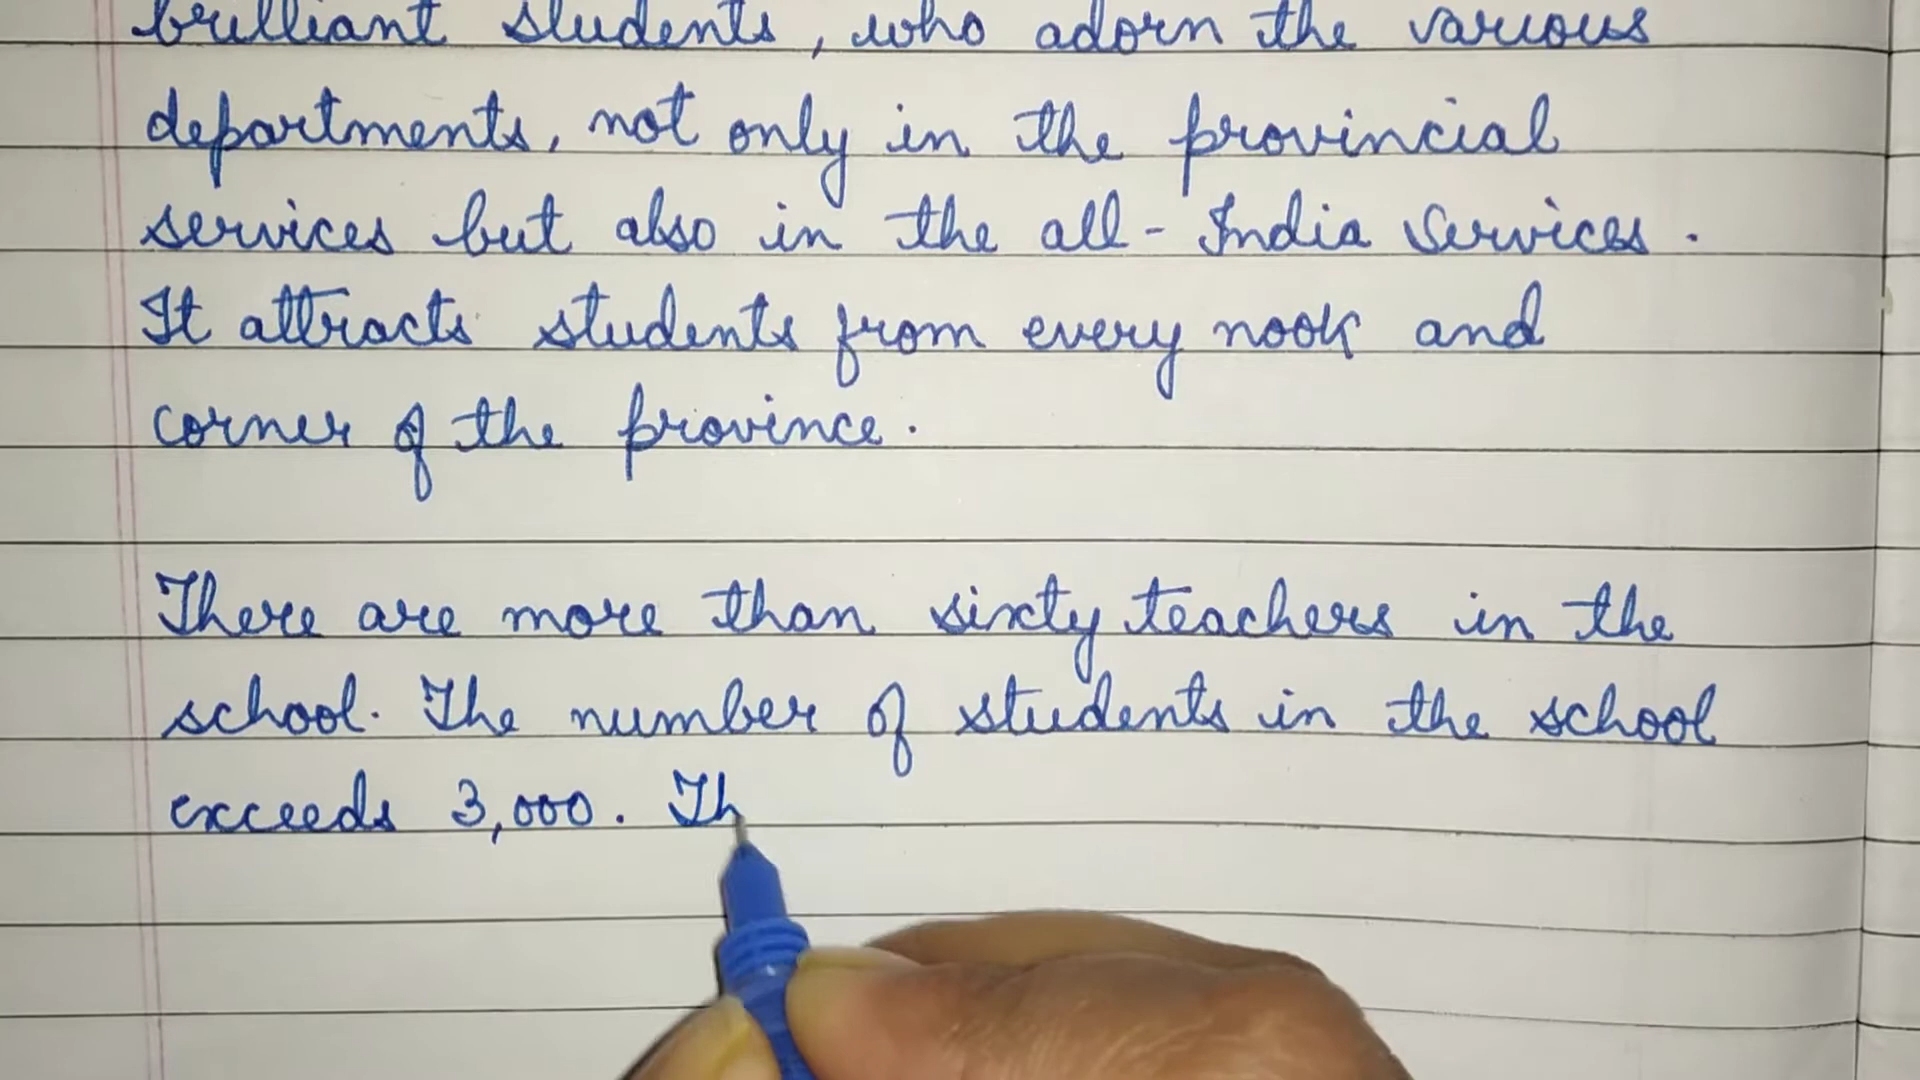 brilliant students, who adorn the various
departments, not only in the provincial
services but also in the all-India Services.
It attracts students from every nook and
corner of the province.
There are more than sixty teachers in the
school. The number of students in the school
exceeds 3,000. Th